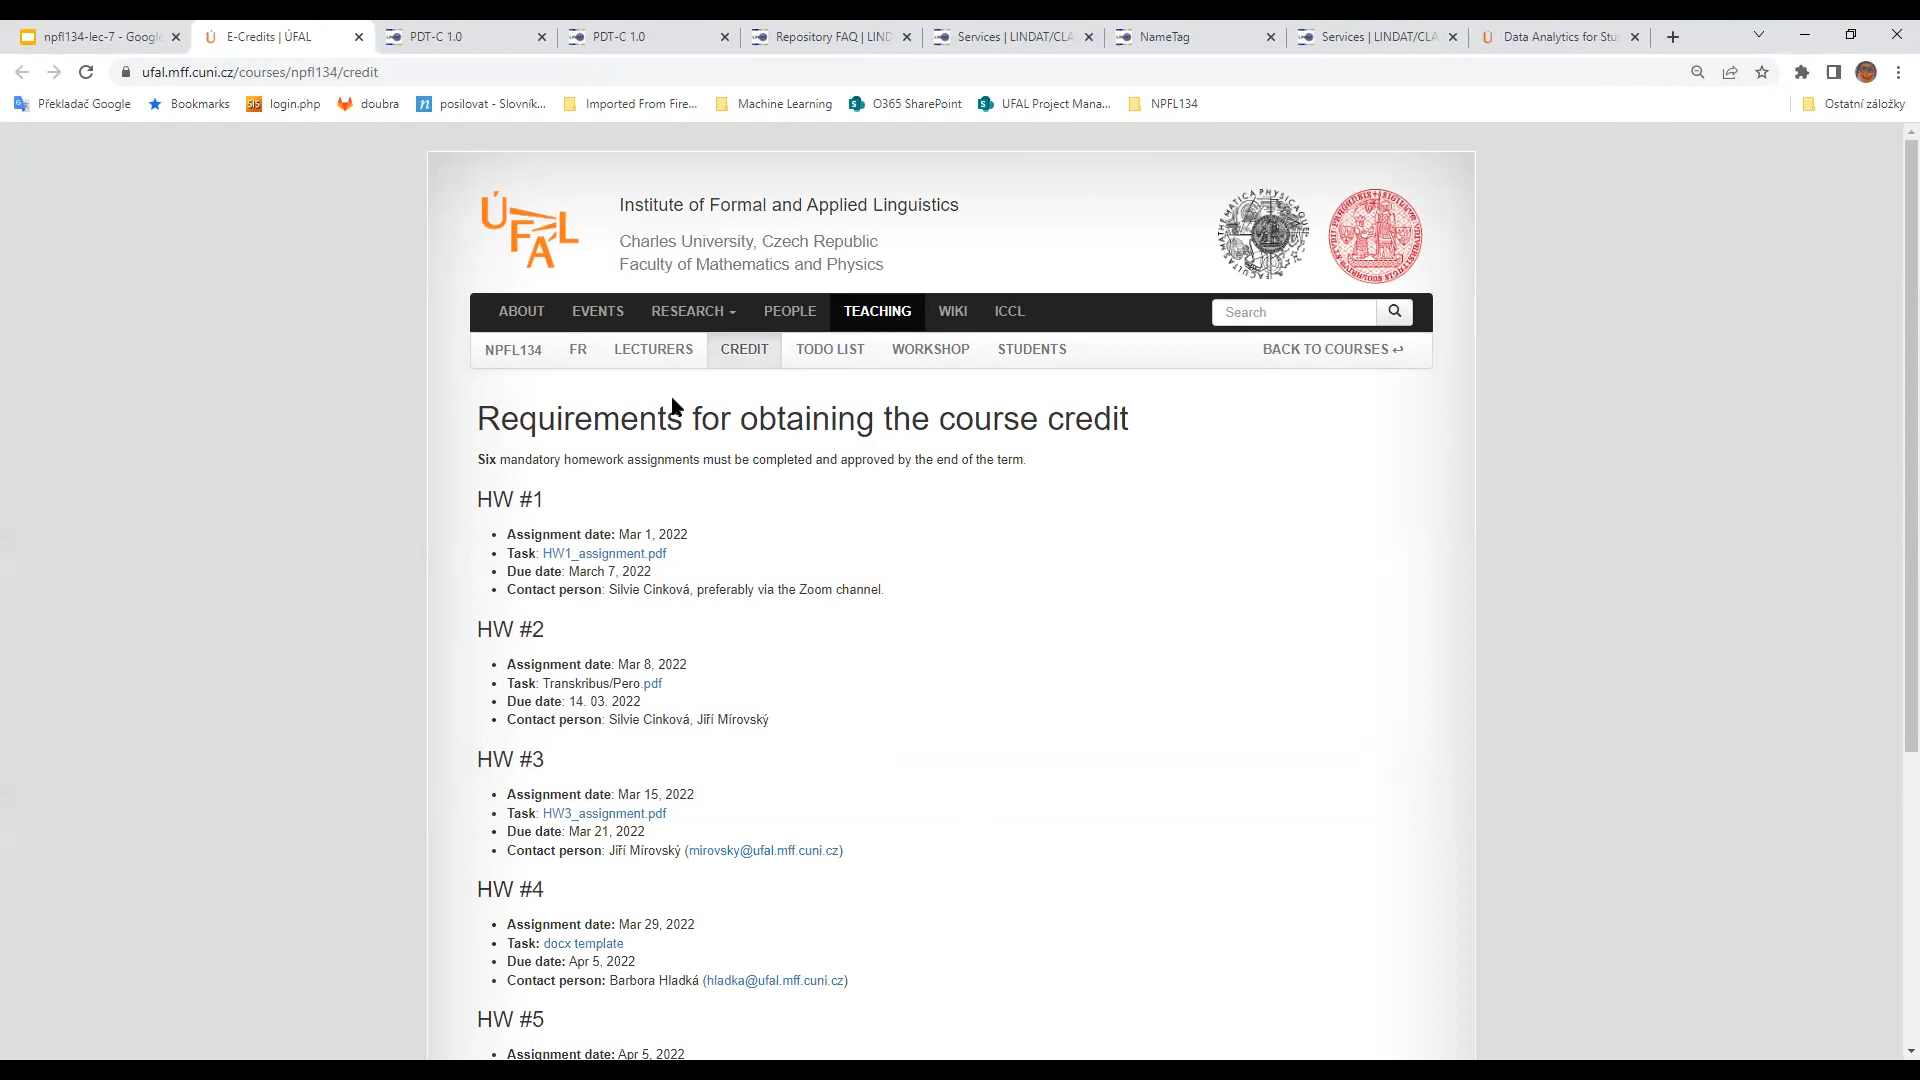 npfl134-lec-7 - Google
E-Credits | ÚFAL
PDT-C 1.0
PDT-C 1.0
Repository FAQ | LIND
Services | LINDAT/CLA
NameTag
Services | LINDAT/CLA
Data Analytics for Stu
ufal.mff.cuni.cz/courses/npfl134/credit
Překladač Google
Bookmarks
login.php
doubra
posilovat - Slovník...
Imported From Fire...
Machine Learning
O365 SharePoint
UFAL Project Mana...
NPFL134
Ostatní záložky
ÚFAL
Institute of Formal and Applied Linguistics
Charles University, Czech Republic
Faculty of Mathematics and Physics
ABOUT EVENTS RESEARCH PEOPLE TEACHING WIKI ICCL Search
NPFL134 FR LECTURERS CREDIT TODO LIST WORKSHOP STUDENTS BACK TO COURSES ↩
Requirements for obtaining the course credit
Six mandatory homework assignments must be completed and approved by the end of the term.
HW #1
• Assignment date: Mar 1, 2022
• Task: HW1_assignment.pdf
• Due date: March 7, 2022
• Contact person: Silvie Cinková, preferably via the Zoom channel.
HW #2
• Assignment date: Mar 8, 2022
• Task: Transkribus/Pero.pdf
• Due date: 14. 03. 2022
• Contact person: Silvie Cinková, Jiří Mírovský
HW #3
• Assignment date: Mar 15, 2022
• Task: HW3_assignment.pdf
• Due date: Mar 21, 2022
• Contact person: Jiří Mírovský (mirovsky@ufal.mff.cuni.cz)
HW #4
• Assignment date: Mar 29, 2022
• Task: docx template
• Due date: Apr 5, 2022
• Contact person: Barbora Hladká (hladka@ufal.mff.cuni.cz)
HW #5
• Assignment date: Apr 5, 2022